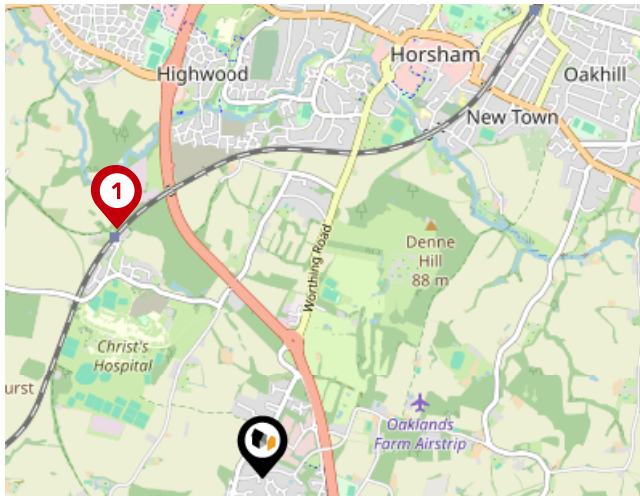 Horsham
Highwood
Oakhill
New Town
1
Worthing Road
Denne
Hill
88 m
Christ's
Hospital
urst
Oaklands
Farm Airstrip